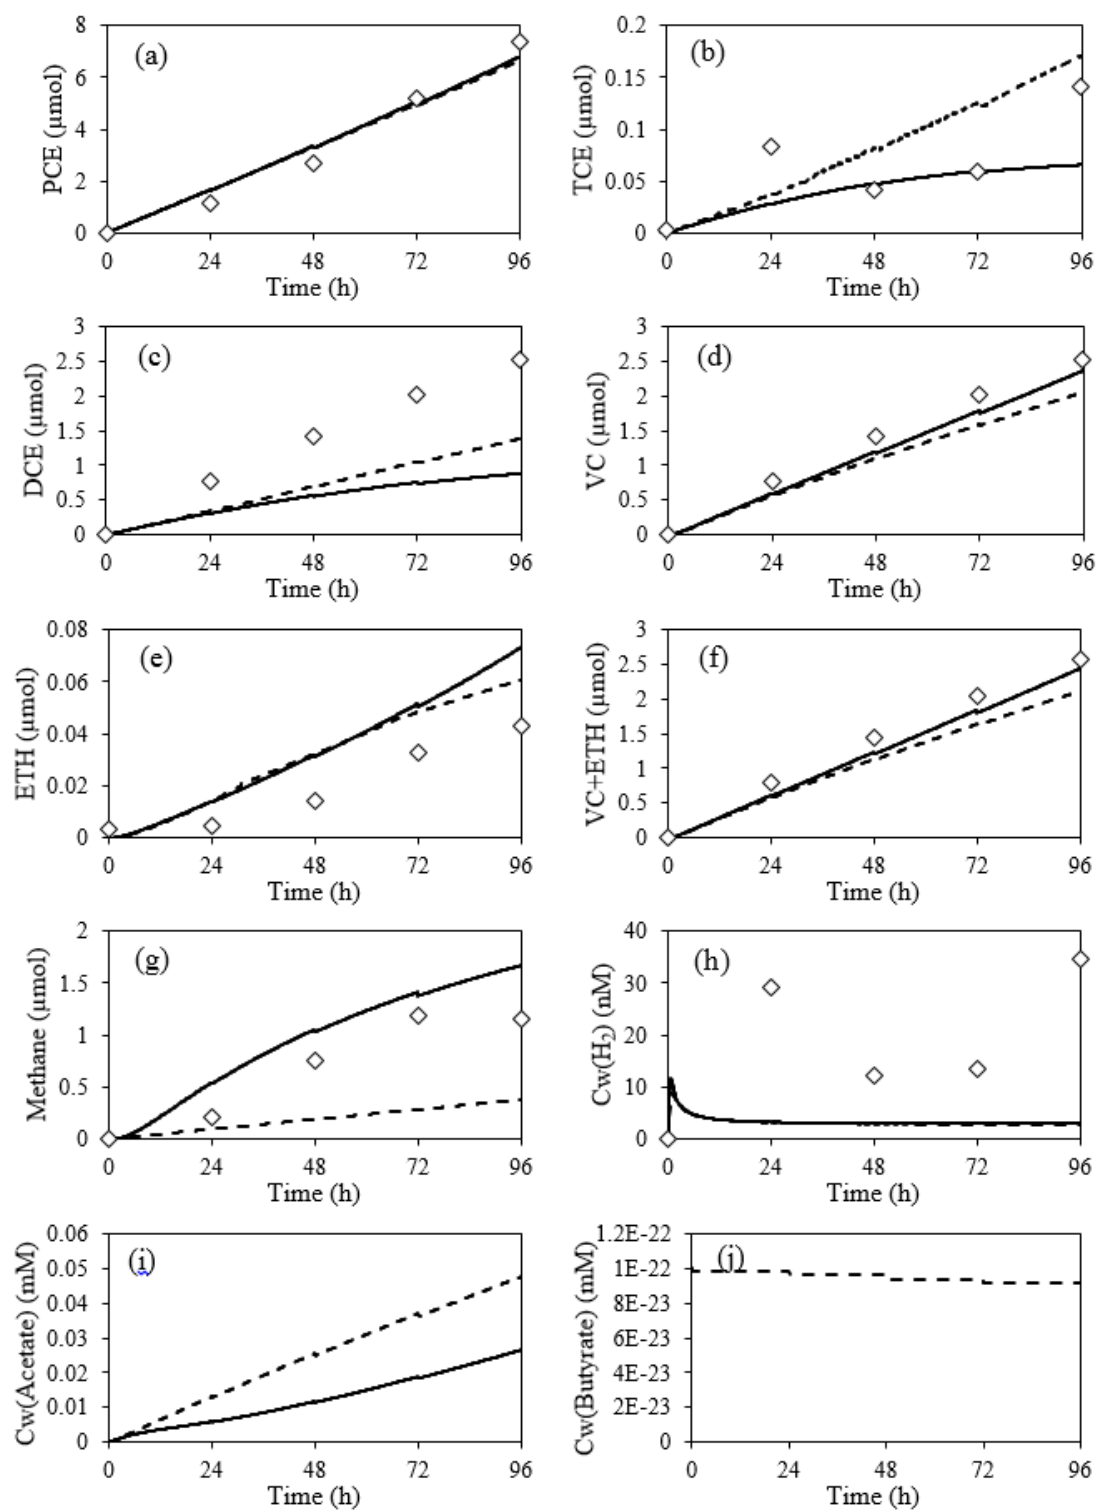 (a)
PCE (µmol)
8
6
4
2
0
0 24 48 72 96
Time (h)
(b)
TCE (µmol)
0.2
0.15
0.1
0.05
0
0 24 48 72 96
Time (h)
(c)
DCE (µmol)
3
2.5
2
1.5
1
0.5
0
0 24 48 72 96
Time (h)
(d)
VC (µmol)
3
2.5
2
1.5
1
0.5
0
0 24 48 72 96
Time (h)
(e)
ETH (µmol)
0.08
0.06
0.04
0.02
0
0 24 48 72 96
Time (h)
(f)
VC+ETH (µmol)
3
2.5
2
1.5
1
0.5
0
0 24 48 72 96
Time (h)
(g)
Methane (µmol)
2
1.5
1
0.5
0
0 24 48 72 96
Time (h)
(h)
Cw(H₂) (nM)
40
30
20
10
0
0 24 48 72 96
Time (h)
(i)
Cw(Acetate) (mM)
0.06
0.05
0.04
0.03
0.02
0.01
0
0 24 48 72 96
Time (h)
(j)
Cw(Butyrate) (mM)
1.2E-22
1E-22
8E-23
6E-23
4E-23
2E-23
0
0 24 48 72 96
Time (h)